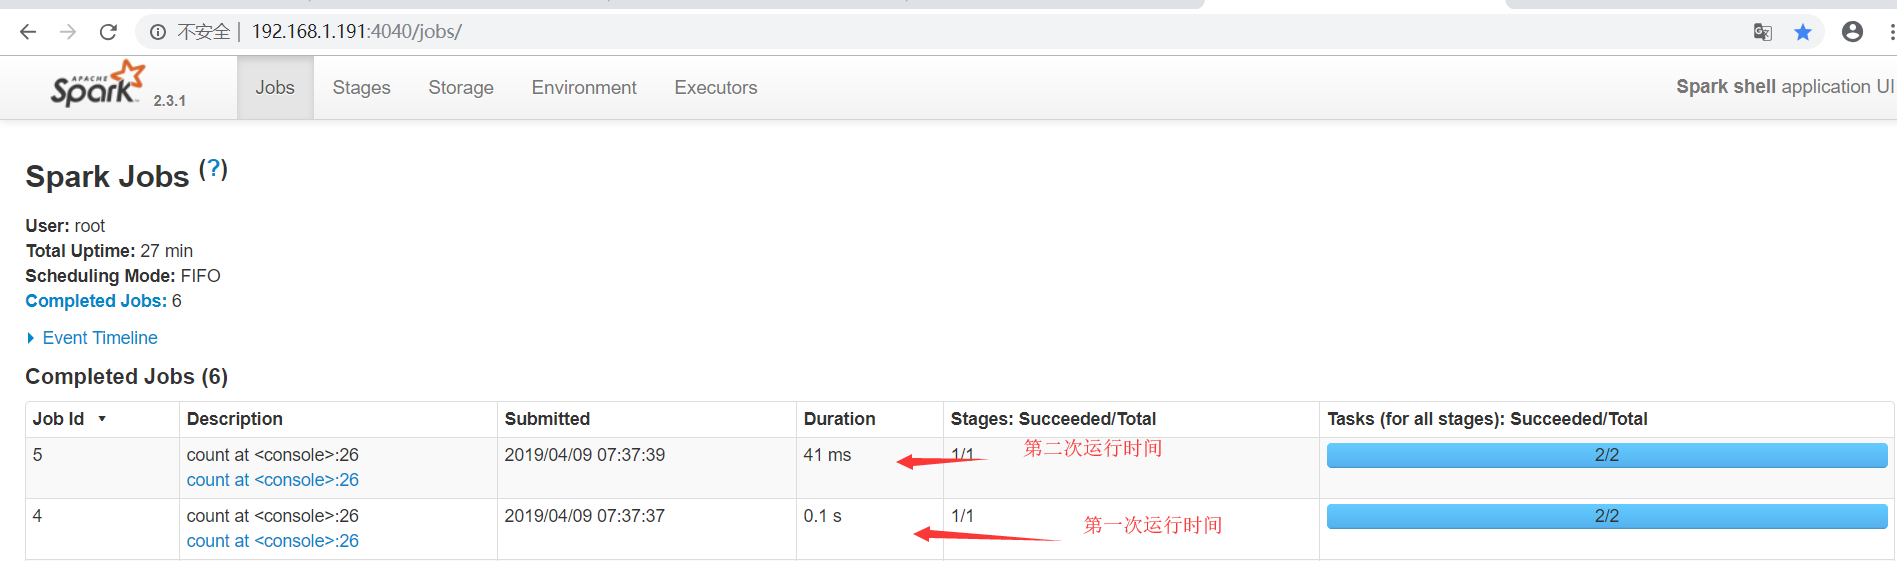 不安全 | 192.168.1.191:4040/jobs/
APACHE Spark 2.3.1 Jobs Stages Storage Environment Executors Spark shell application UI
Spark Jobs (?)
User: root
Total Uptime: 27 min
Scheduling Mode: FIFO
Completed Jobs: 6
Event Timeline
Completed Jobs (6)
Job Id Description Submitted Duration Stages: Succeeded/Total Tasks (for all stages): Succeeded/Total
5 count at <console>:26 2019/04/09 07:37:39 41 ms 1/1 第二次运行时间 2/2
count at <console>:26
4 count at <console>:26 2019/04/09 07:37:37 0.1 s 1/1 第一次运行时间 2/2
count at <console>:26